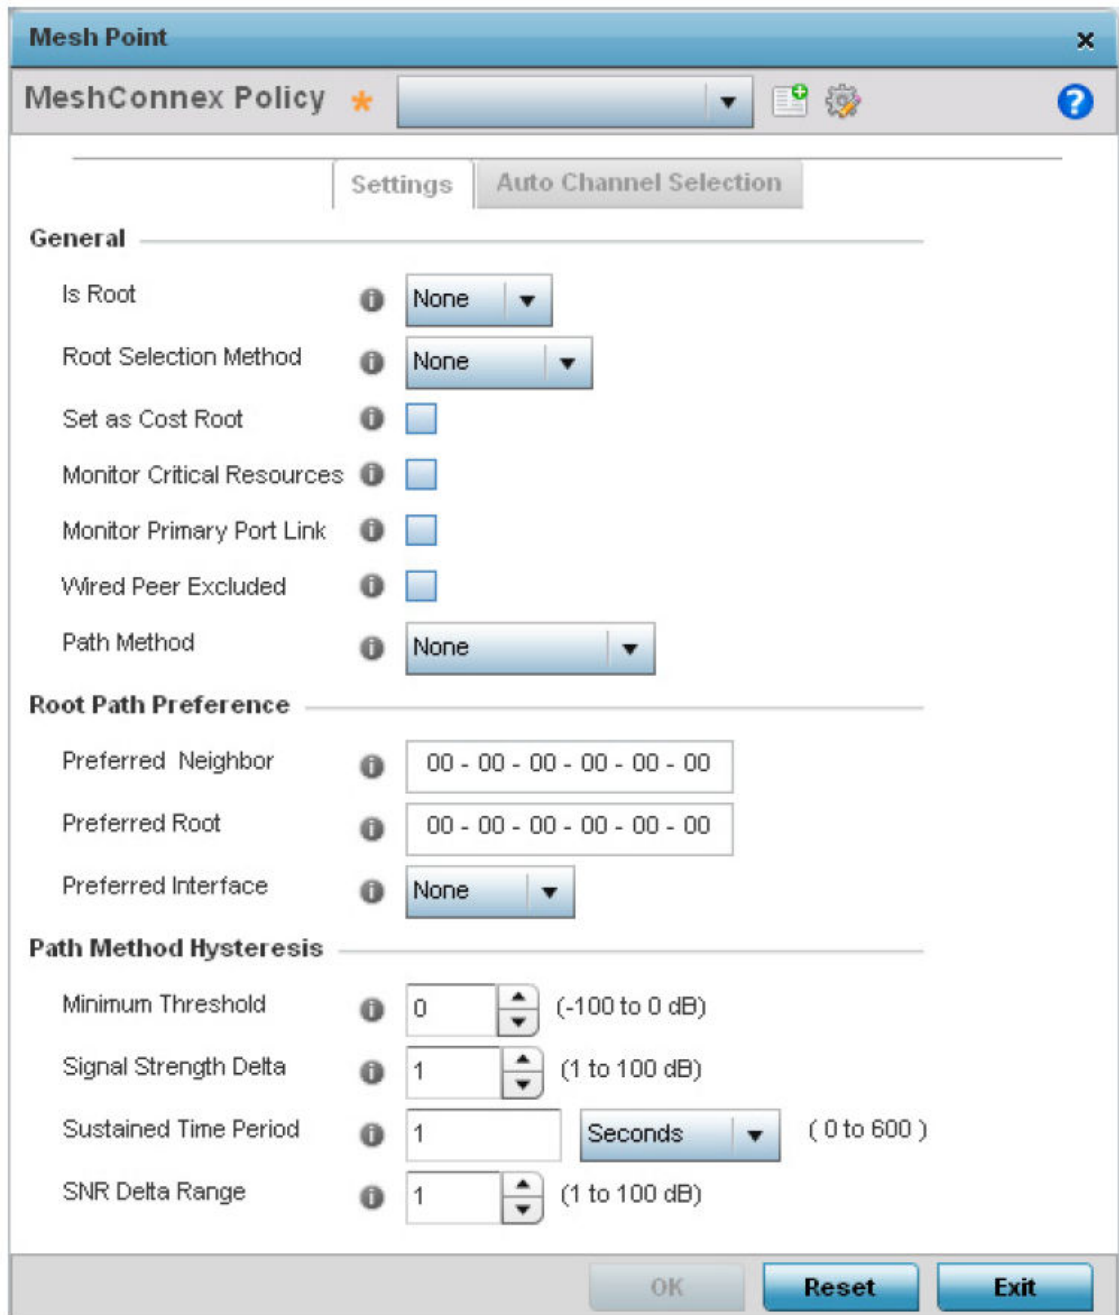 Mesh Point
MeshConnex Policy *
Settings Auto Channel Selection
General
Is Root None
Root Selection Method None
Set as Cost Root
Monitor Critical Resources
Monitor Primary Port Link
Wired Peer Excluded
Path Method None
Root Path Preference
Preferred Neighbor 00 - 00 - 00 - 00 - 00 - 00
Preferred Root 00 - 00 - 00 - 00 - 00 - 00
Preferred Interface None
Path Method Hysteresis
Minimum Threshold 0 (-100 to 0 dB)
Signal Strength Delta 1 (1 to 100 dB)
Sustained Time Period 1 Seconds ( 0 to 600 )
SNR Delta Range 1 (1 to 100 dB)
OK Reset Exit